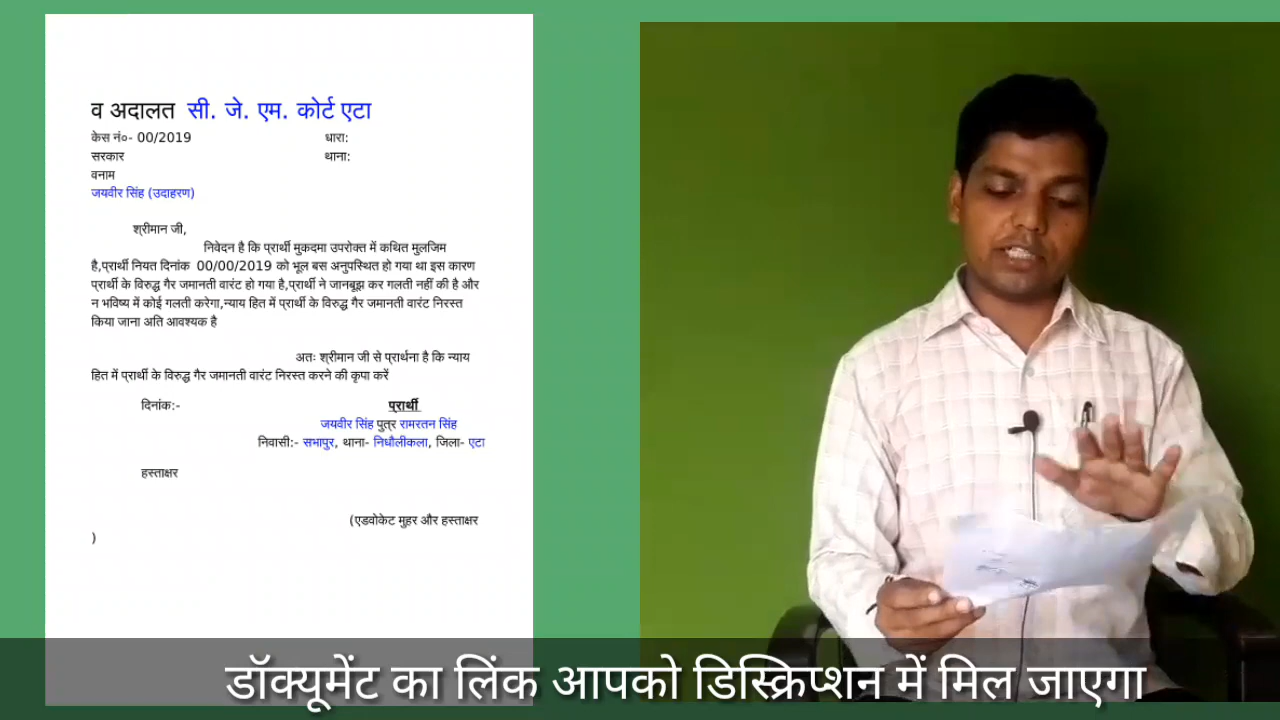 व अदालत सी. जे. एम. कोर्ट एटा
केस नं०- 00/2019 धारा:
सरकार थाना:
वनाम
जयवीर सिंह (उदाहरण)
श्रीमान जी,
निवेदन है कि प्रार्थी मुकदमा उपरोक्त में कथित मुलजिम
है,प्रार्थी नियत दिनांक 00/00/2019 को भूल बस अनुपस्थित हो गया था इस कारण
प्रार्थी के विरुद्ध गैर जमानती वारंट हो गया है,प्रार्थी ने जानबूझ कर गलती नहीं की है और
न भविष्य में कोई गलती करेगा,न्याय हित में प्रार्थी के विरुद्ध गैर जमानती वारंट निरस्त
किया जाना अति आवश्यक है
अतः श्रीमान जी से प्रार्थना है कि न्याय
हित में प्रार्थी के विरुद्ध गैर जमानती वारंट निरस्त करने की कृपा करें
दिनांक:- प्रार्थी
जयवीर सिंह पुत्र रामरतन सिंह
निवासी:- सभापुर, थाना- निधौलीकला, जिला- एटा
हस्ताक्षर
(एडवोकेट मुहर और हस्ताक्षर
)
डॉक्यूमेंट का लिंक आपको डिस्क्रिप्शन में मिल जाएगा